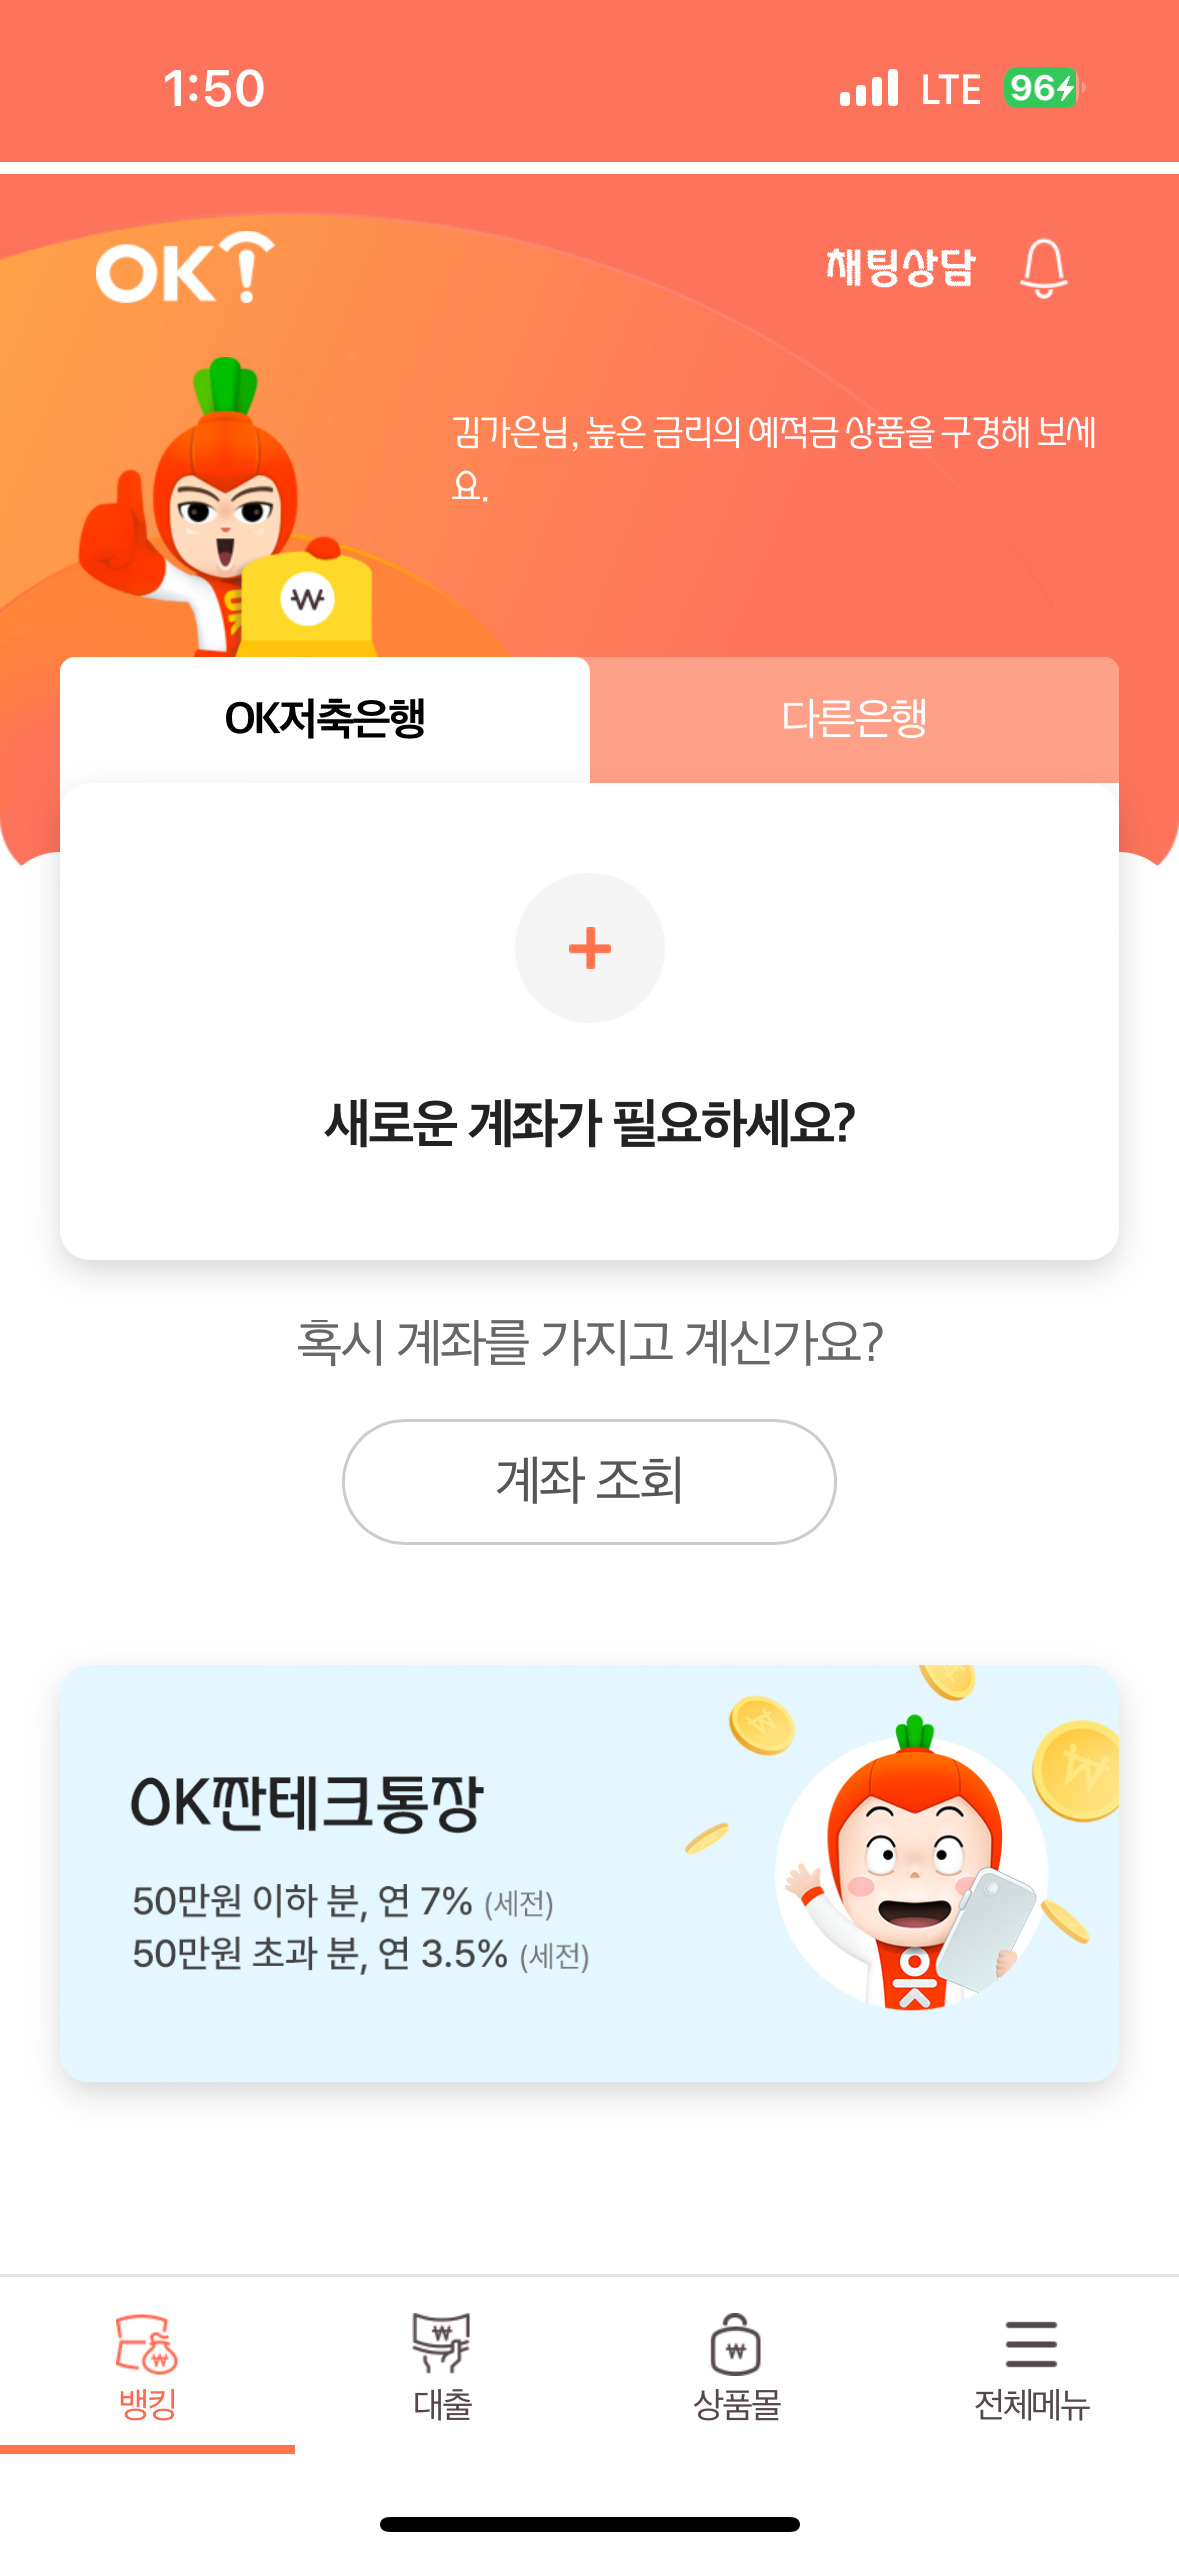 1:50 LTE 96
OK!
채팅상담
김가은님, 높은 금리의 예적금 상품을 구경해 보세
요.
₩
OK저축은행 다른은행
+
새로운 계좌가 필요하세요?
혹시 계좌를 가지고 계신가요?
계좌 조회
OK짠테크통장
50만원 이하 분, 연 7% (세전)
50만원 초과 분, 연 3.5% (세전)
뱅킹 대출 상품몰 전체메뉴